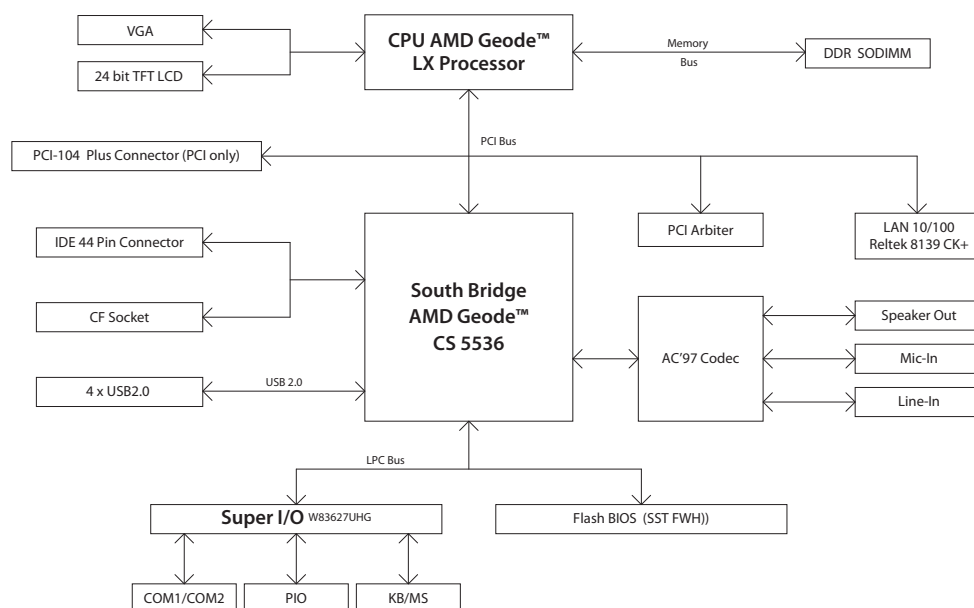 VGA
CPU AMD Geode™
LX Processor
Memory
Bus
DDR SODIMM
24 bit TFT LCD
PCI Bus
PCI-104 Plus Connector (PCI only)
IDE 44 Pin Connector
PCI Arbiter
LAN 10/100
Reltek 8139 CK+
South Bridge
AMD Geode™
CS 5536
CF Socket
Speaker Out
AC'97 Codec
Mic-In
4 x USB2.0
USB 2.0
Line-In
LPC Bus
Super I/O W83627UHG
Flash BIOS (SST FWH))
COM1/COM2
PIO
KB/MS